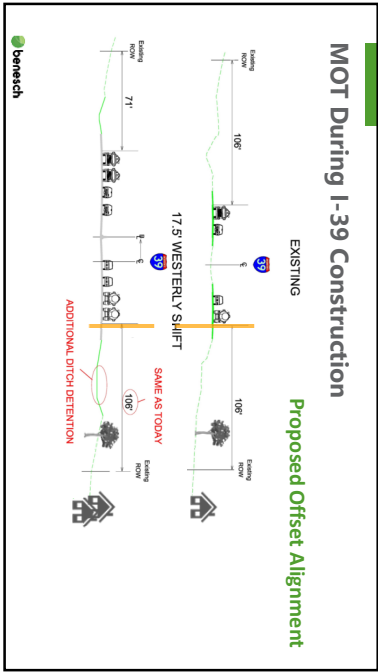 MOT During I-39 Construction
Proposed Offset Alignment
EXISTING
Existing
ROW
106'
39
℄
106'
Existing
ROW
17.5' WESTERLY SHIFT
Existing
ROW
71'
℄
39
℄
SAME AS TODAY
106'
Existing
ROW
ADDITIONAL DITCH DETENTION
benesch